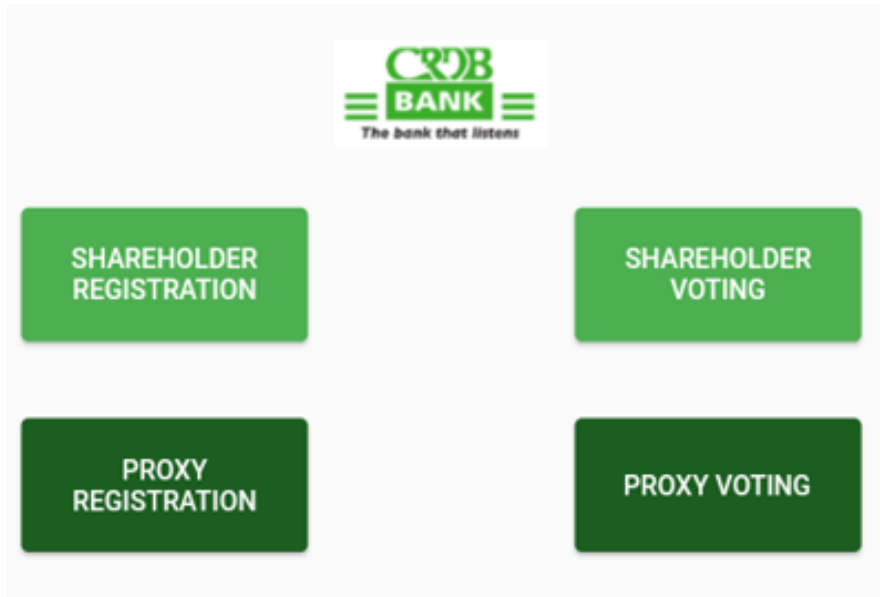 CRDB
BANK
The bank that listens
SHAREHOLDER
REGISTRATION
SHAREHOLDER
VOTING
PROXY
REGISTRATION
PROXY VOTING